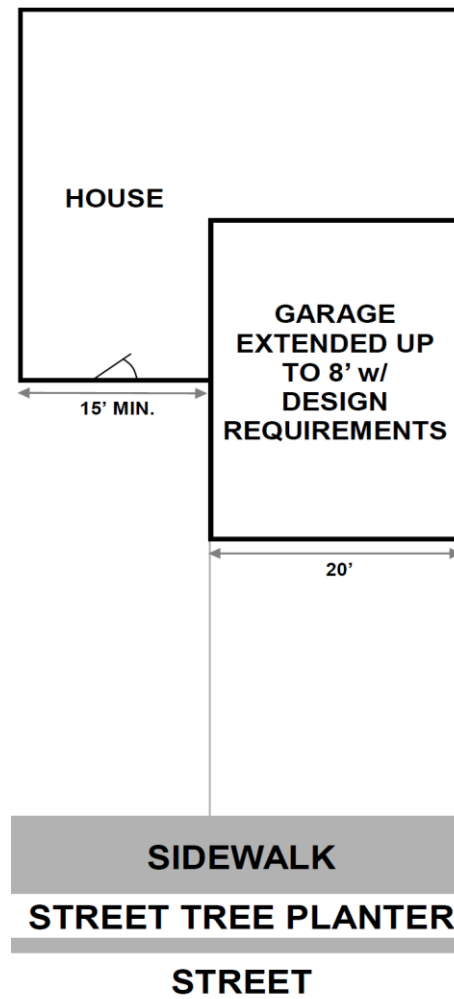 HOUSE
GARAGE
EXTENDED UP
TO 8’ w/
DESIGN
REQUIREMENTS
15’ MIN.
20’
SIDEWALK
STREET TREE PLANTER
STREET